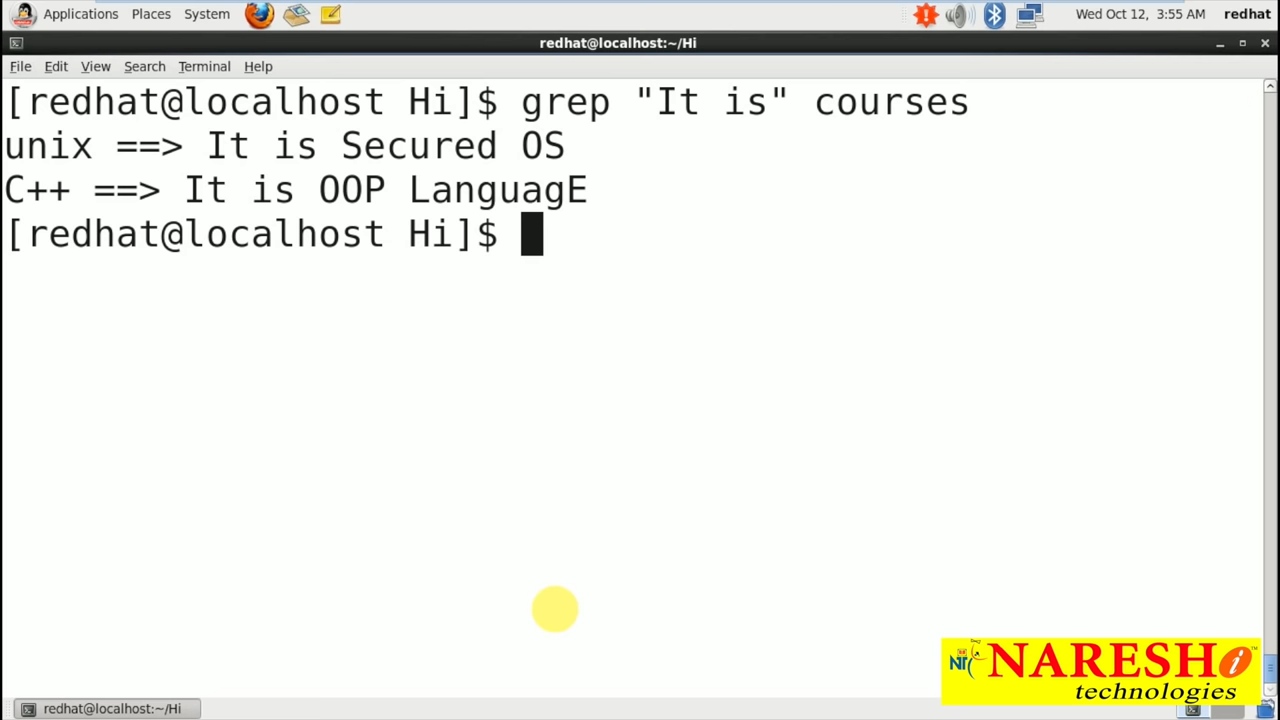 Applications Places System Wed Oct 12, 3:55 AM redhat
redhat@localhost:~/Hi
File Edit View Search Terminal Help
[redhat@localhost Hi]$ grep "It is" courses
unix ==> It is Secured OS
C++ ==> It is OOP LanguagE
[redhat@localhost Hi]$
NARESH i
technologies
redhat@localhost:~/Hi